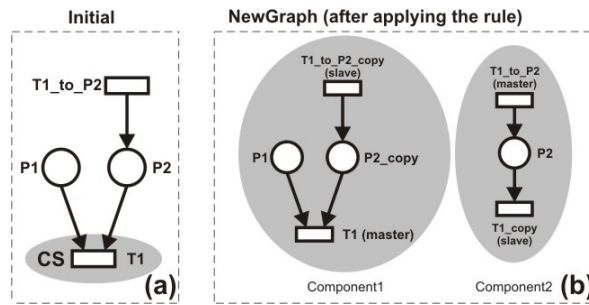 Initial
NewGraph (after applying the rule)
T1_to_P2
P1
P2
CS
T1
(a)
T1_to_P2_copy
(slave)
P1
P2_copy
T1 (master)
Component1
T1_to_P2
(master)
P2
T1_copy
(slave)
Component2
(b)